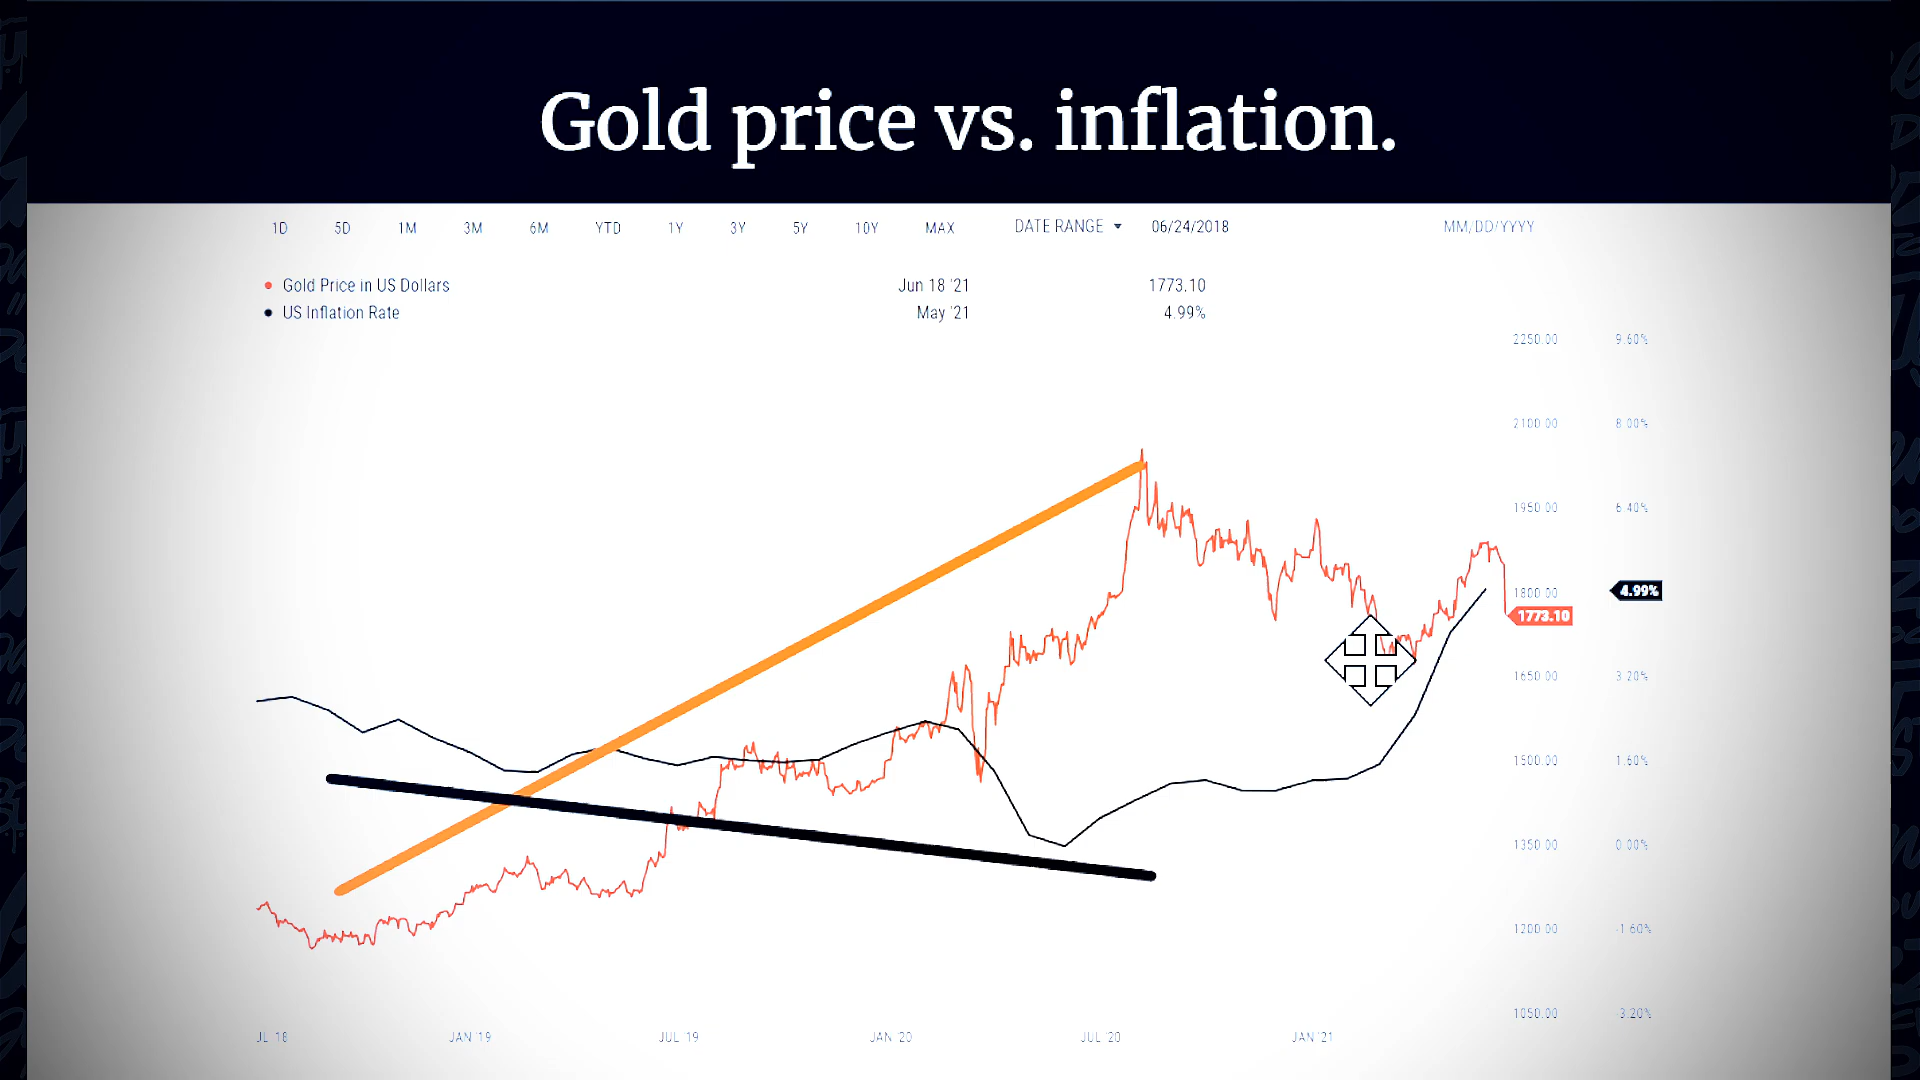 Gold price vs. inflation.
1D 5D 1M 3M 6M YTD 1Y 3Y 5Y 10Y MAX DATE RANGE 06/24/2018 MM/DD/YYYY
Gold Price in US Dollars Jun 18 '21 1773.10
US Inflation Rate May '21 4.99%
2250.00 9.60%
2100.00 8.00%
1950.00 6.40%
4.99%
1800.00
1773.10
1650.00 3.20%
1500.00 1.60%
1350.00 0.00%
1200.00 -1.60%
1050.00 -3.20%
JL '18 JAN '19 JUL '19 JAN '20 JUL '20 JAN '21